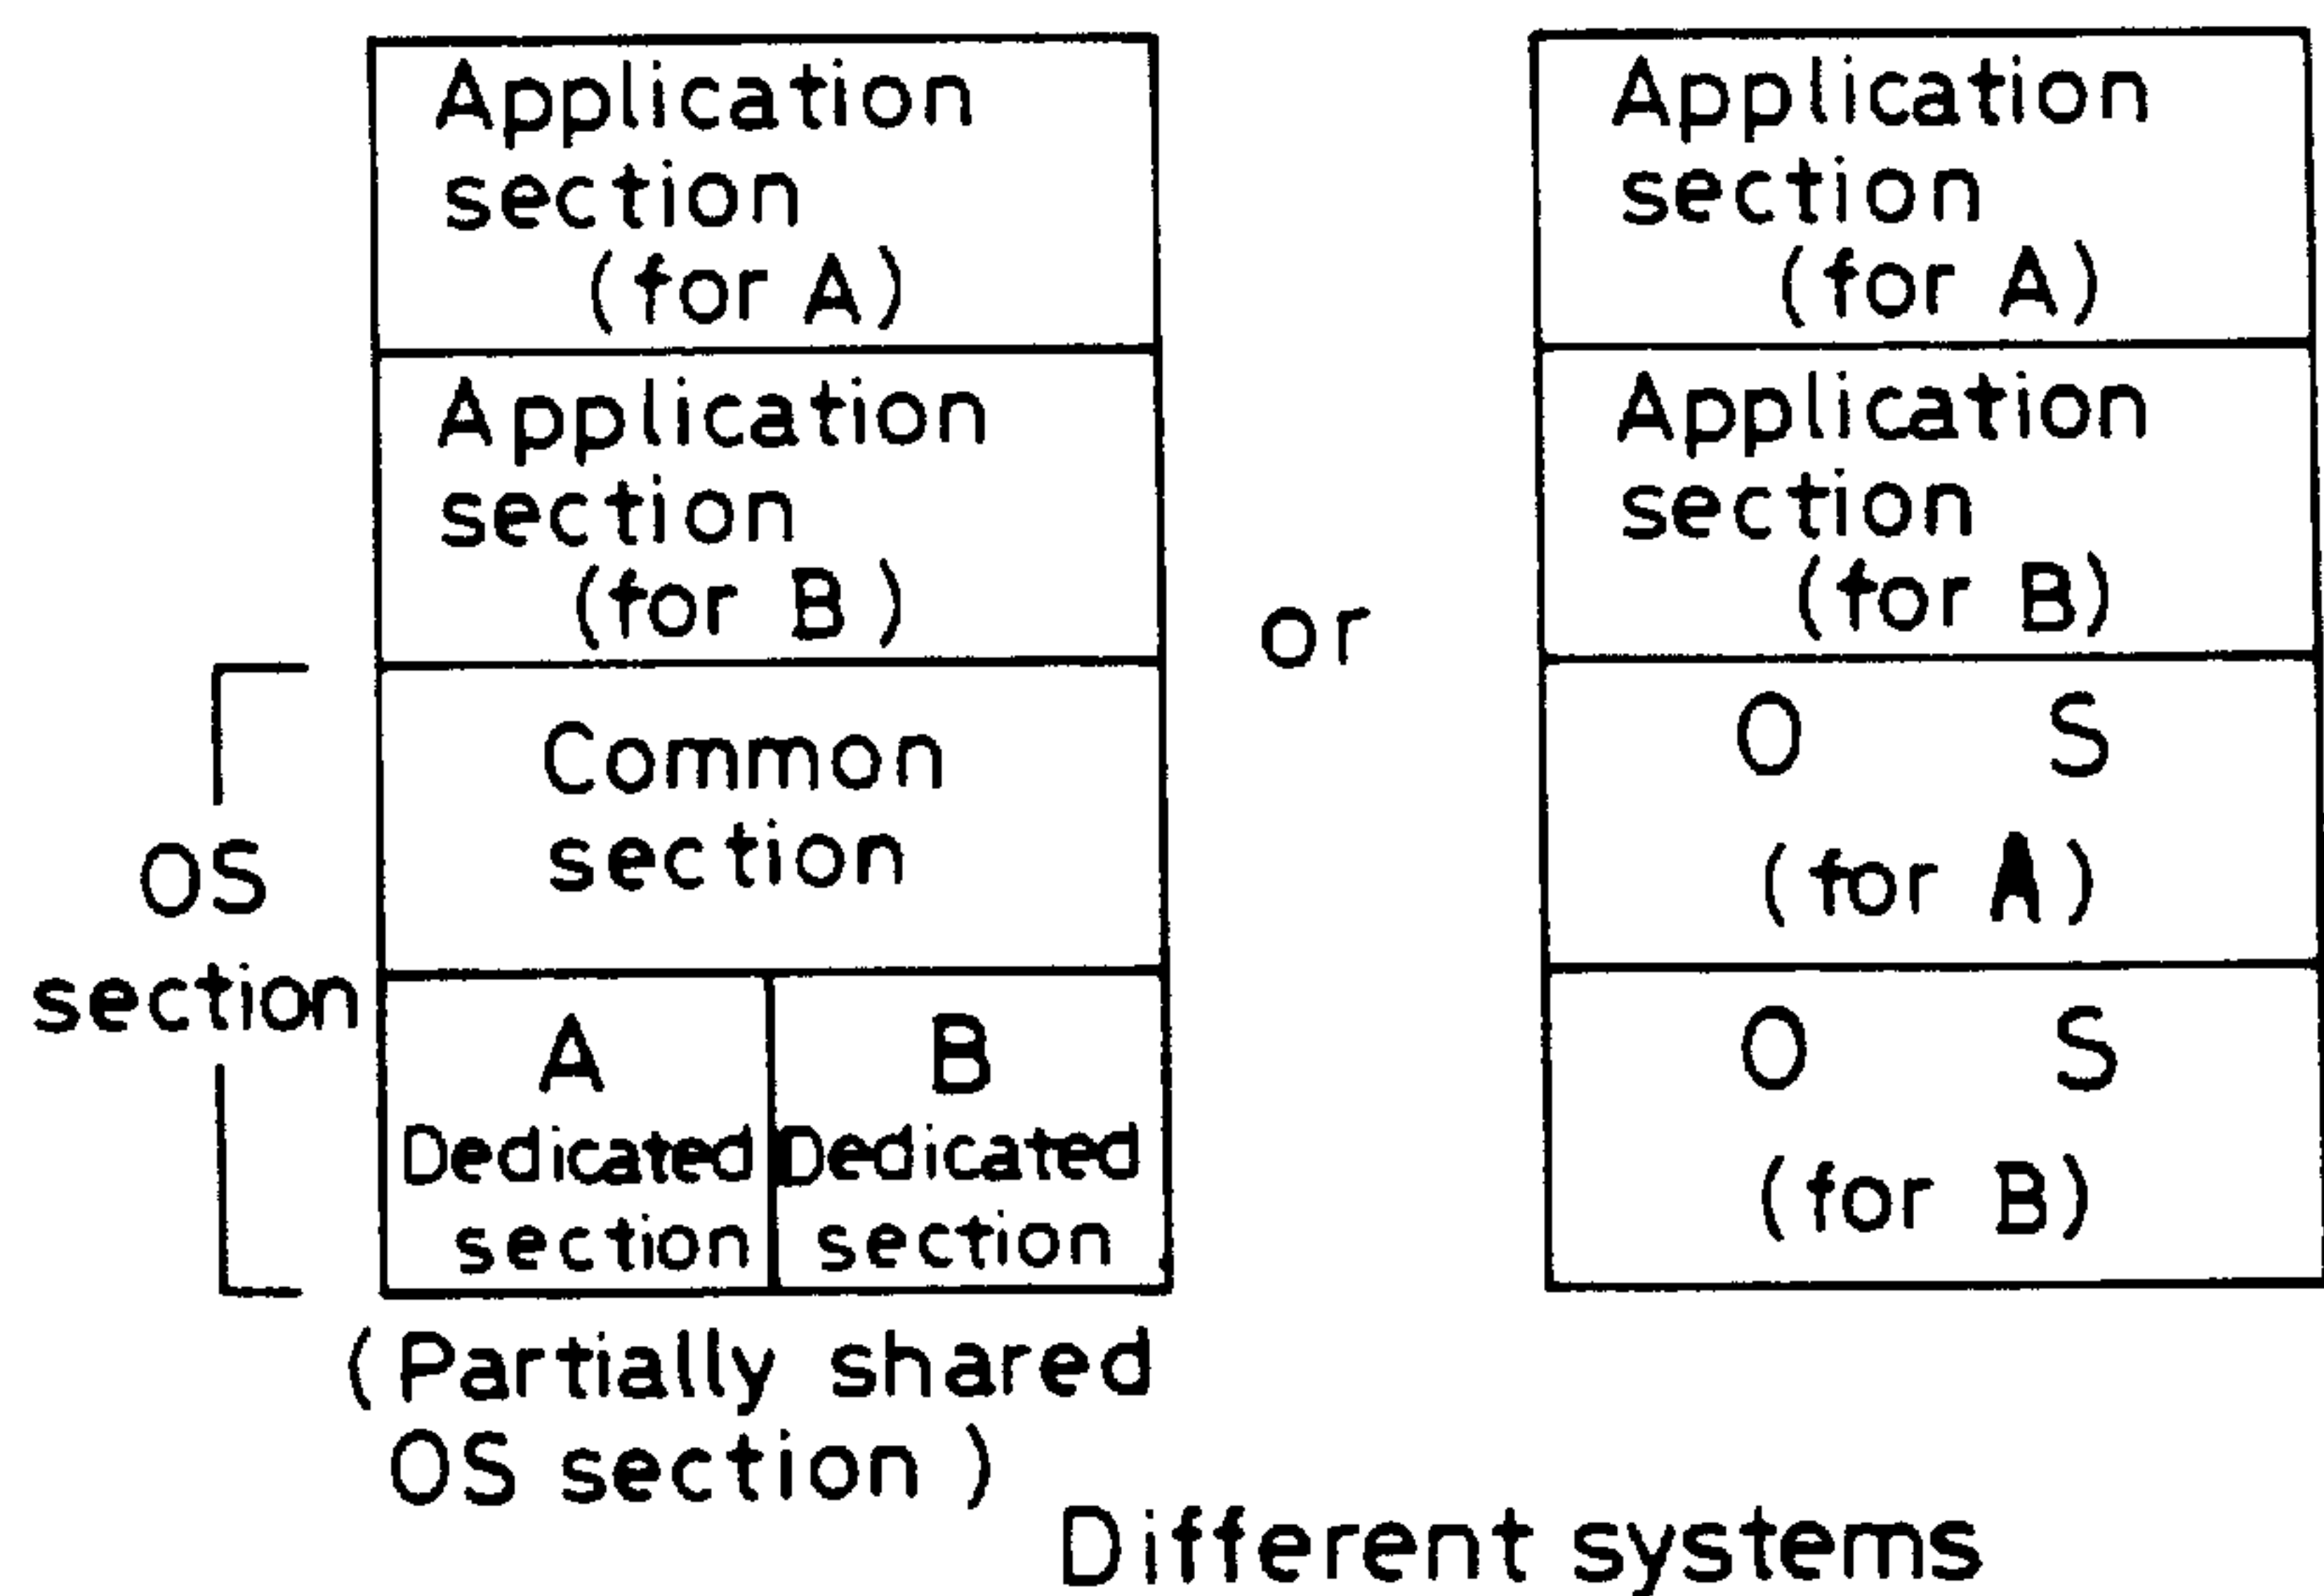 Application
section
(for A)
Application
section
(for B)
OS
section
Common
section
A
Dedicated
section
B
Dedicated
section
(Partially shared
OS section)
or
Application
section
(for A)
Application
section
(for B)
O S
(for A)
O S
(for B)
Different systems